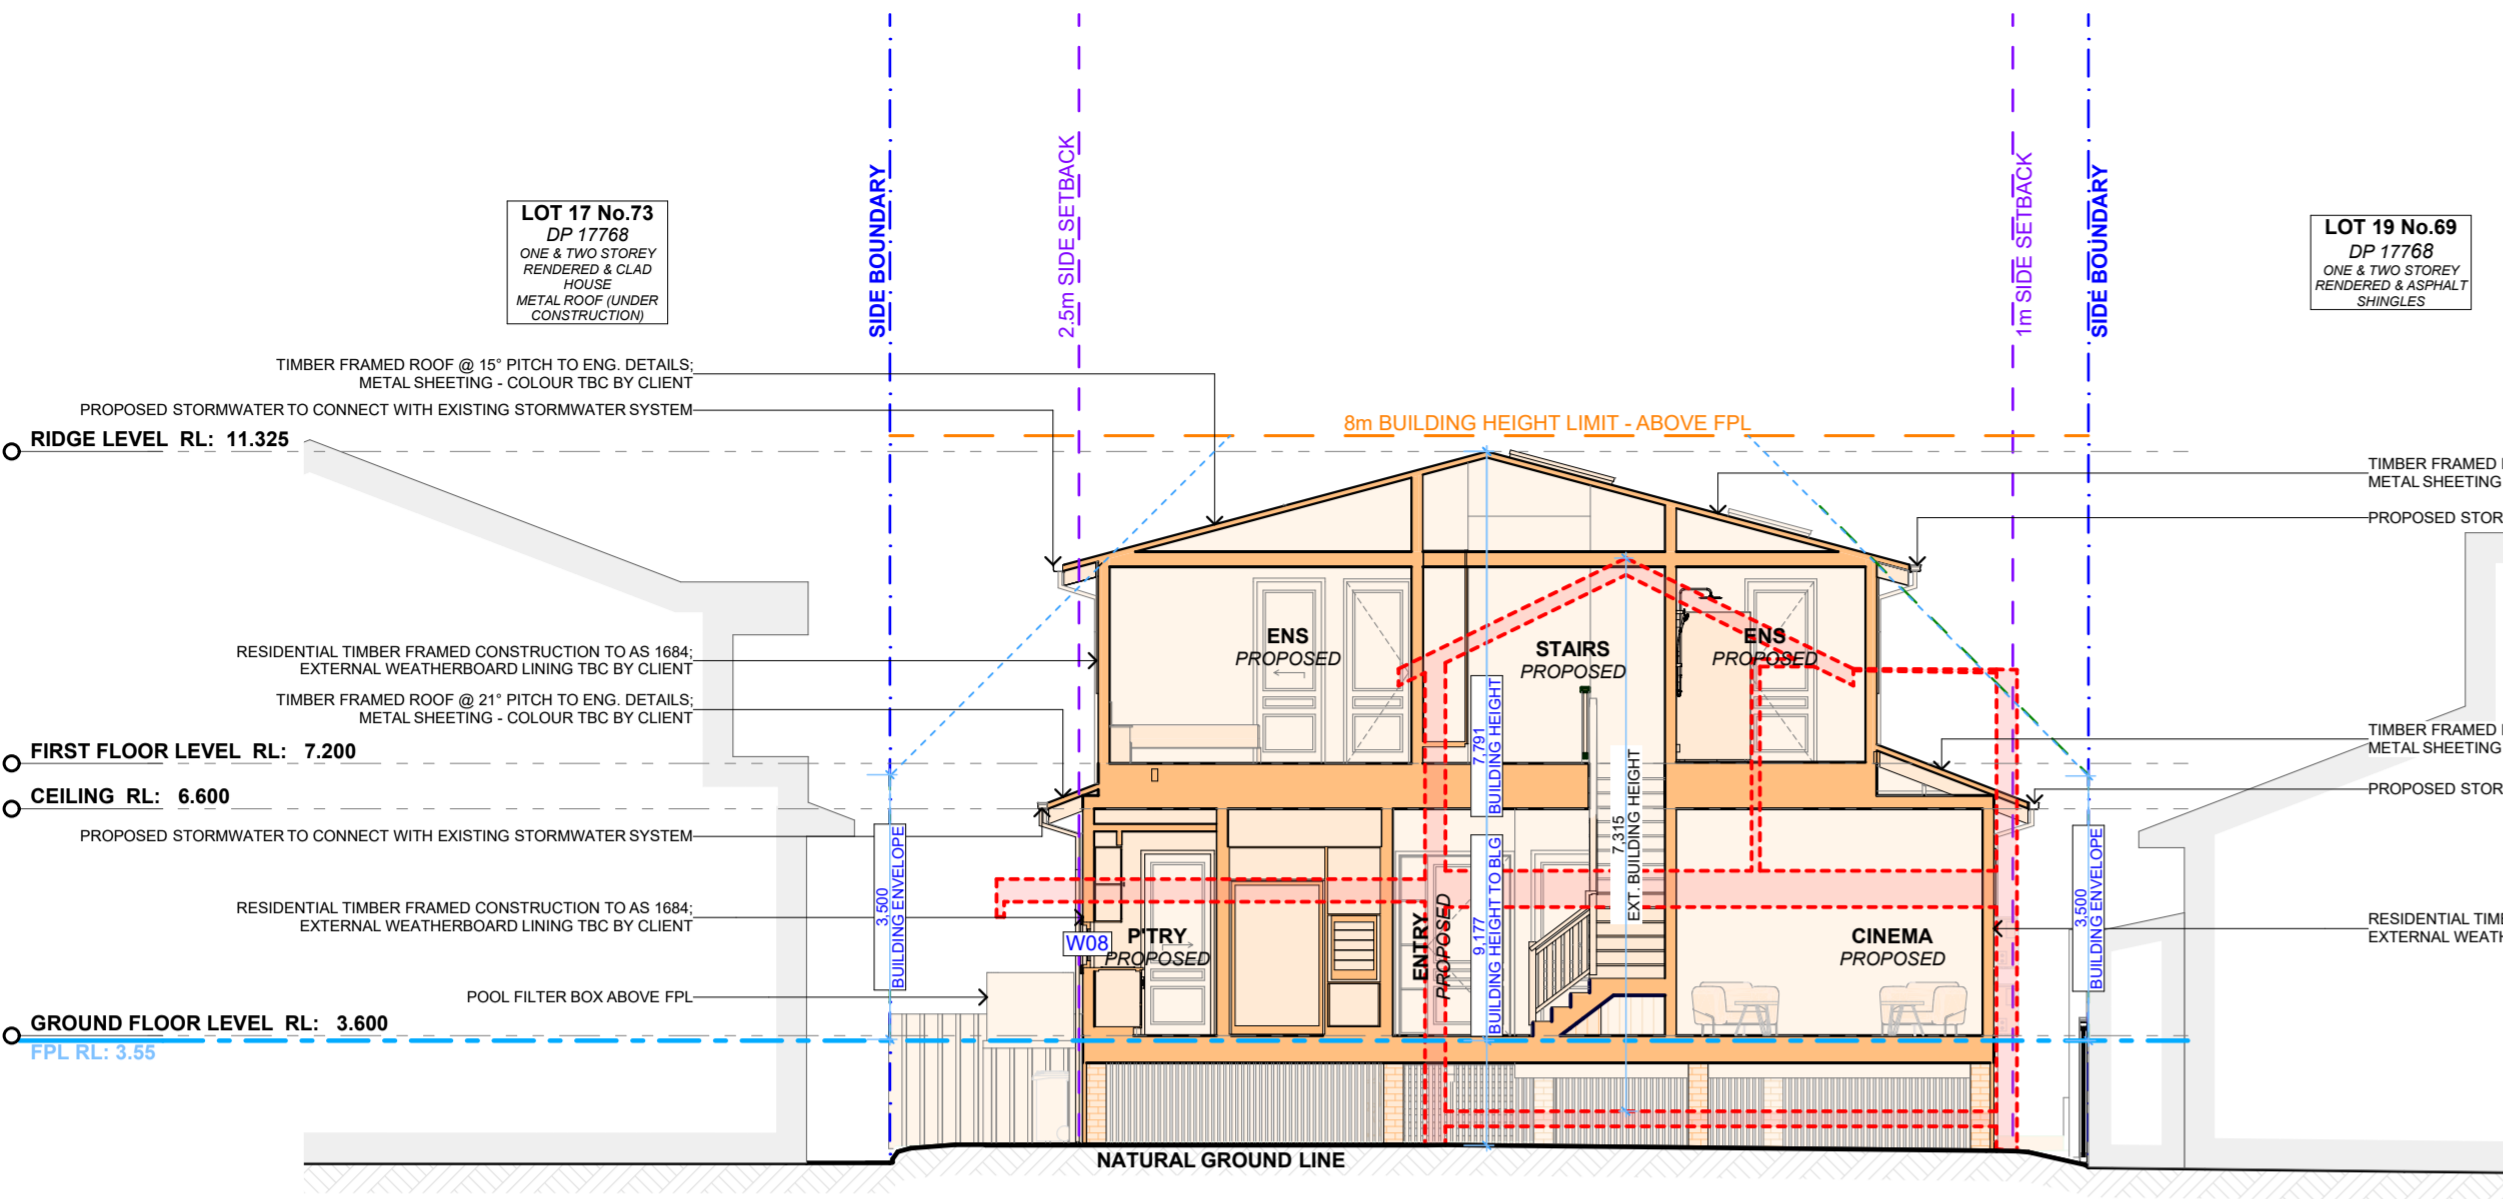 SIDE BOUNDARY
2.5m SIDE SETBACK
1m SIDE SETBACK
SIDE BOUNDARY
LOT 17 No.73
DP 17768
ONE & TWO STOREY
RENDERED & CLAD
HOUSE
METAL ROOF (UNDER
CONSTRUCTION)
LOT 19 No.69
DP 17768
ONE & TWO STOREY
RENDERED & ASPHALT
SHINGLES
TIMBER FRAMED ROOF @ 15° PITCH TO ENG. DETAILS;
METAL SHEETING - COLOUR TBC BY CLIENT
PROPOSED STORMWATER TO CONNECT WITH EXISTING STORMWATER SYSTEM
8m BUILDING HEIGHT LIMIT - ABOVE FPL
RIDGE LEVEL RL: 11.325
TIMBER FRAMED
METAL SHEETING
PROPOSED STOR
RESIDENTIAL TIMBER FRAMED CONSTRUCTION TO AS 1684;
EXTERNAL WEATHERBOARD LINING TBC BY CLIENT
ENS
PROPOSED
STAIRS
PROPOSED
ENS
PROPOSED
TIMBER FRAMED ROOF @ 21° PITCH TO ENG. DETAILS;
METAL SHEETING - COLOUR TBC BY CLIENT
7,791
BUILDING HEIGHT
7,315
EXT. BUILDING HEIGHT
FIRST FLOOR LEVEL RL: 7.200
TIMBER FRAMED
METAL SHEETING
CEILING RL: 6.600
PROPOSED STOR
PROPOSED STORMWATER TO CONNECT WITH EXISTING STORMWATER SYSTEM
3,500
BUILDING ENVELOPE
9,177
BUILDING HEIGHT TO BLG
3,500
BUILDING ENVELOPE
RESIDENTIAL TIMBER FRAMED CONSTRUCTION TO AS 1684;
EXTERNAL WEATHERBOARD LINING TBC BY CLIENT
W08
P'TRY
PROPOSED
ENTRY
PROPOSED
CINEMA
PROPOSED
RESIDENTIAL TIM
EXTERNAL WEAT
POOL FILTER BOX ABOVE FPL
GROUND FLOOR LEVEL RL: 3.600
FPL RL: 3.55
NATURAL GROUND LINE